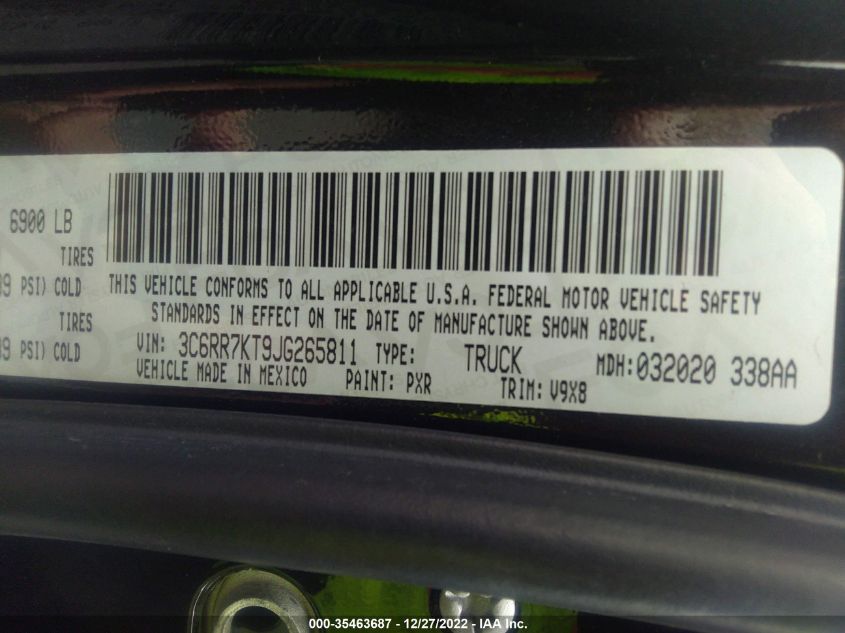 6900 LB
TIRES
PSI) COLD
TIRES
PSI) COLD
THIS VEHICLE CONFORMS TO ALL APPLICABLE U.S.A. FEDERAL MOTOR VEHICLE SAFETY
STANDARDS IN EFFECT ON THE DATE OF MANUFACTURE SHOWN ABOVE.
VIN: 3C6RR7KT9JG265811 TYPE: TRUCK MDH:032020 338AA
VEHICLE MADE IN MEXICO PAINT: PXR TRIM: V9X8
000-35463687 - 12/27/2022 - IAA Inc.